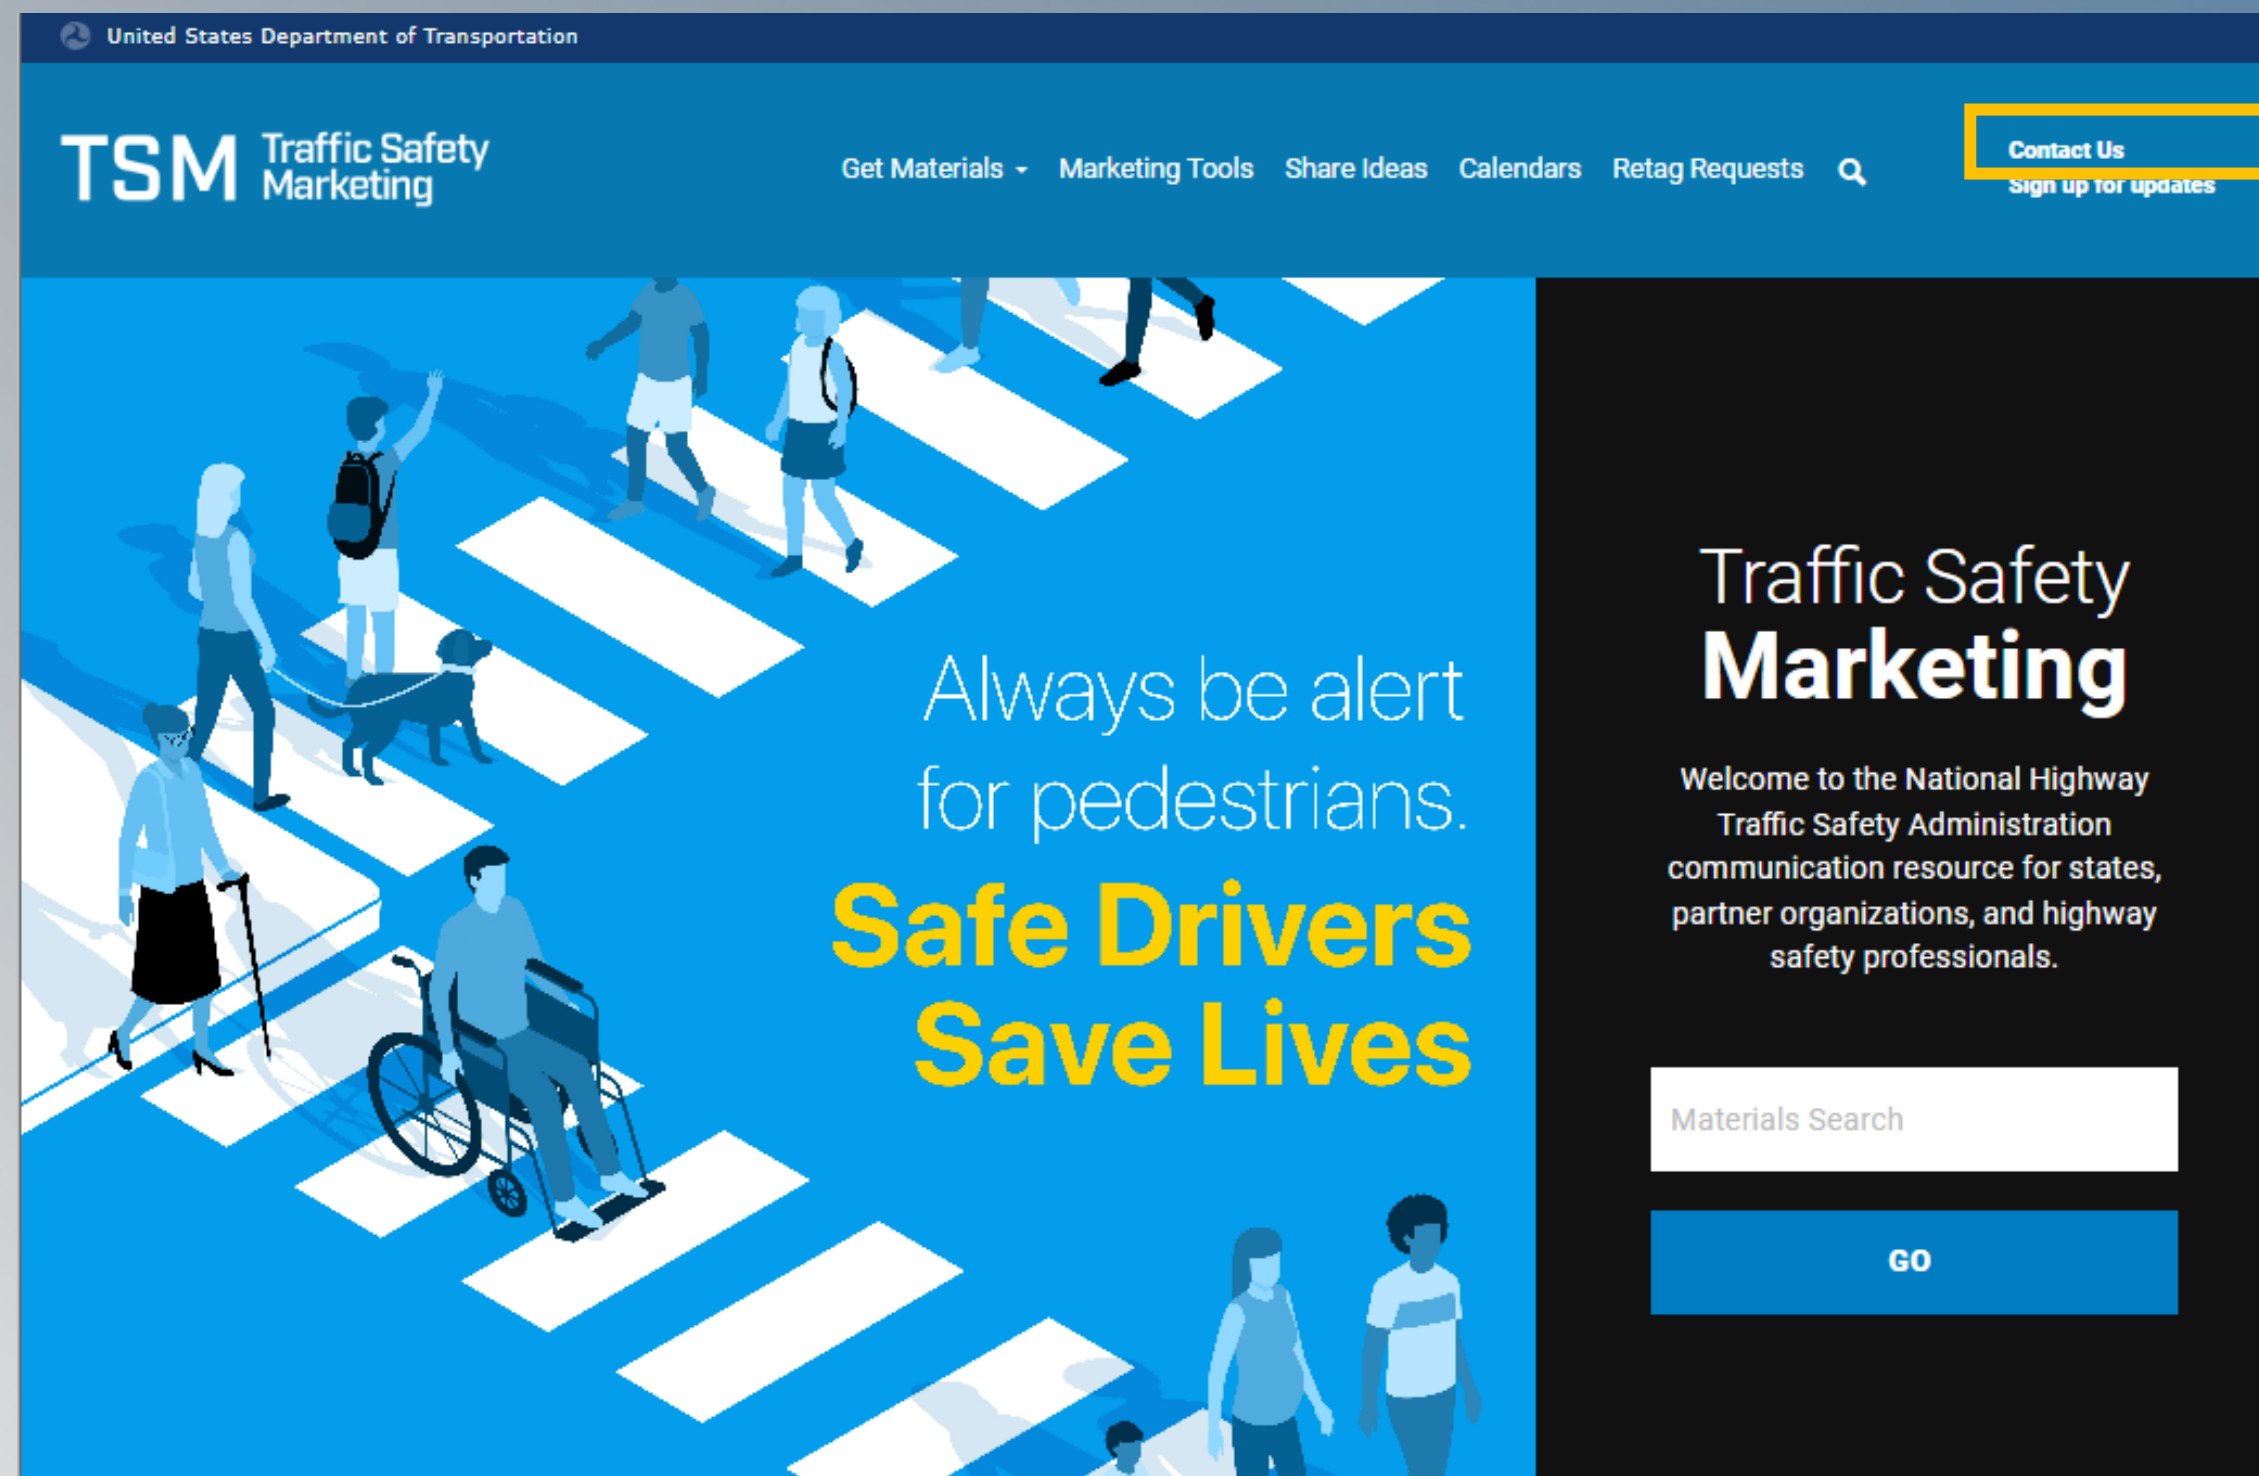 United States Department of Transportation
TSM Traffic Safety
Marketing
Get Materials Marketing Tools Share Ideas Calendars Retag Requests
Contact Us
Sign up for updates
Always be alert
for pedestrians.
Safe Drivers
Save Lives
Traffic Safety
Marketing
Welcome to the National Highway
Traffic Safety Administration
communication resource for states,
partner organizations, and highway
safety professionals.
Materials Search
GO